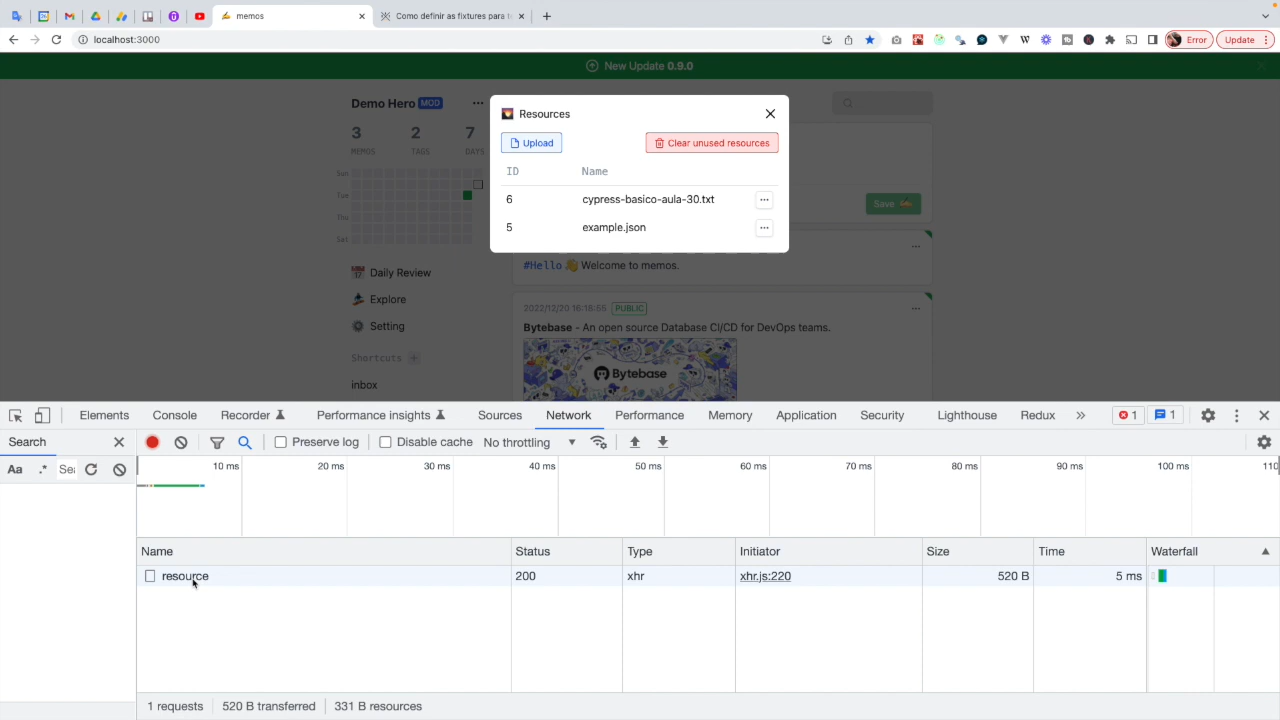 memos
Como definir as fixtures para t
localhost:3000
Error
Update
New Update 0.9.0
Demo Hero MOD
3 2 7
MEMOS TAGS DAYS
Sun
Tue
Thu
Sat
Daily Review
Explore
Setting
Shortcuts +
inbox
Resources
Upload
Clear unused resources
ID Name
6 cypress-basico-aula-30.txt
5 example.json
Save
#Hello 👋 Welcome to memos.
2022/12/20 16:18:55 PUBLIC
Bytebase - An open source Database CI/CD for DevOps teams.
Bytebase
Elements Console Recorder Performance insights Sources Network Performance Memory Application Security Lighthouse Redux » 1 1
Search
Preserve log Disable cache No throttling
Aa .* Sea
10 ms 20 ms 30 ms 40 ms 50 ms 60 ms 70 ms 80 ms 90 ms 100 ms 110
Name Status Type Initiator Size Time Waterfall
resource 200 xhr xhr.js:220 520 B 5 ms
1 requests 520 B transferred 331 B resources